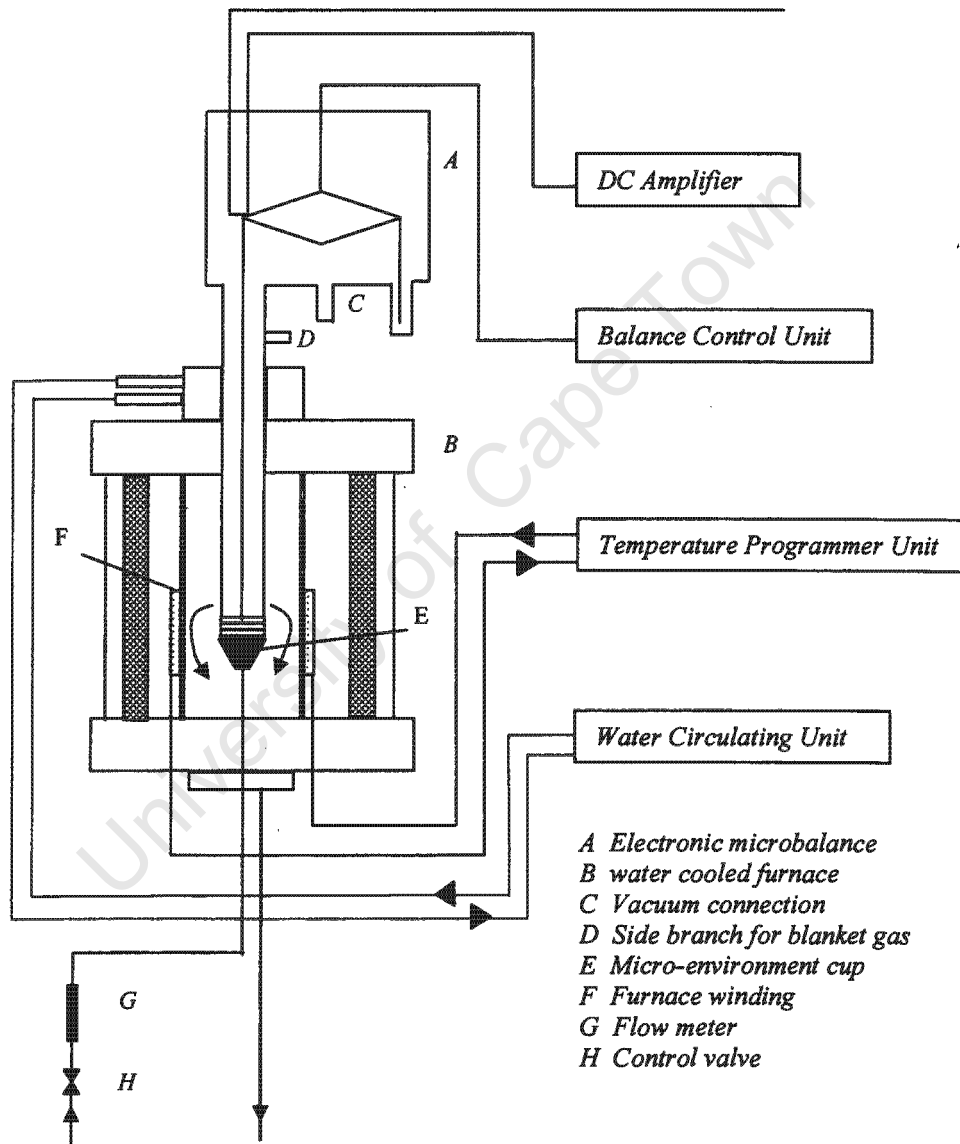 A
DC Amplifier
C
D
Balance Control Unit
B
F
Temperature Programmer Unit
E
Water Circulating Unit
A Electronic microbalance
B water cooled furnace
C Vacuum connection
D Side branch for blanket gas
E Micro-environment cup
F Furnace winding
G Flow meter
H Control valve
G
H
University of Cape Town